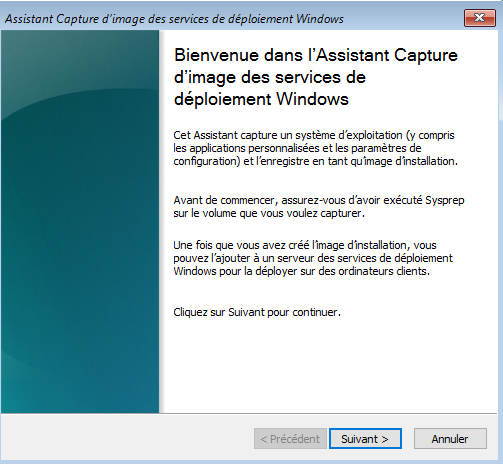 Assistant Capture d'image des services de déploiement Windows
Bienvenue dans l'Assistant Capture
d'image des services de
déploiement Windows
Cet Assistant capture un système d'exploitation (y compris
les applications personnalisées et les paramètres de
configuration) et l'enregistre en tant qu'image d'installation.
Avant de commencer, assurez-vous d'avoir exécuté Sysprep
sur le volume que vous voulez capturer.
Une fois que vous avez créé l'image d'installation, vous
pouvez l'ajouter à un serveur des services de déploiement
Windows pour la déployer sur des ordinateurs clients.
Cliquez sur Suivant pour continuer.
< Précédent Suivant > Annuler